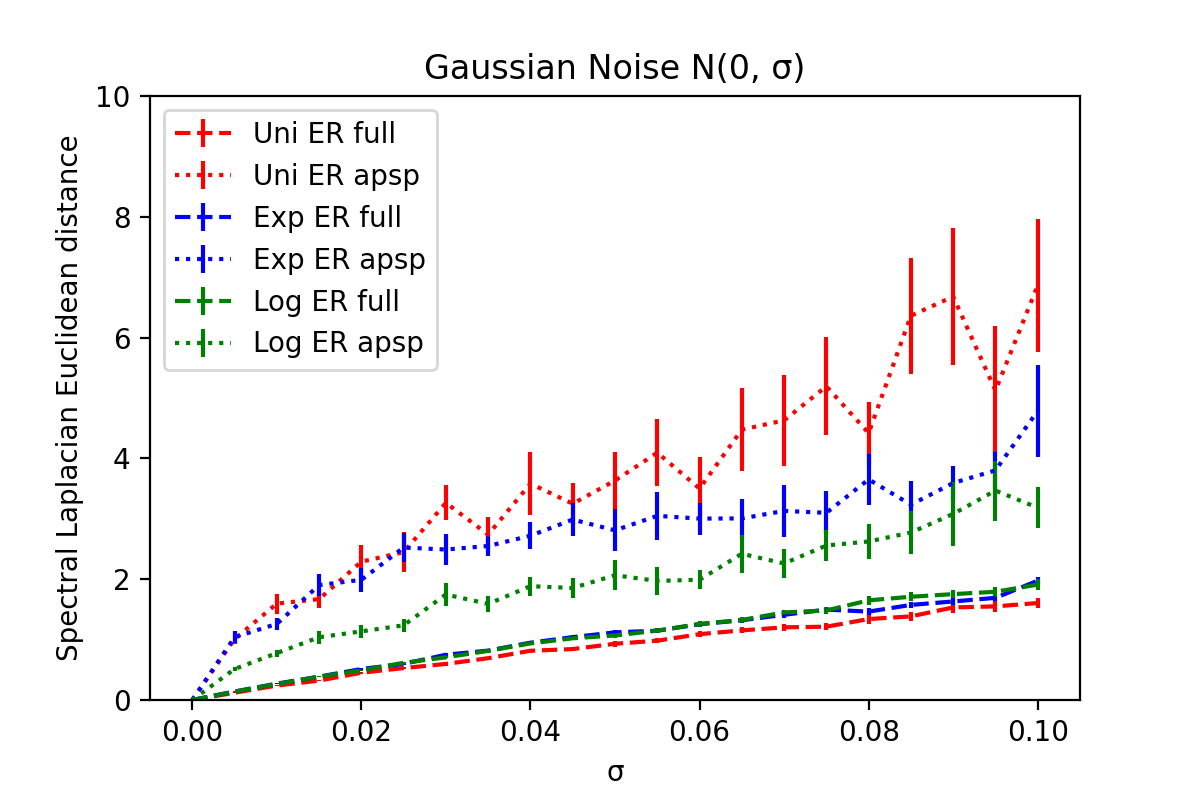 Gaussian Noise N(0, σ)
Spectral Laplacian Euclidean distance
10
8
6
4
2
0
Uni ER full
Uni ER apsp
Exp ER full
Exp ER apsp
Log ER full
Log ER apsp
0.00 0.02 0.04 0.06 0.08 0.10
σ